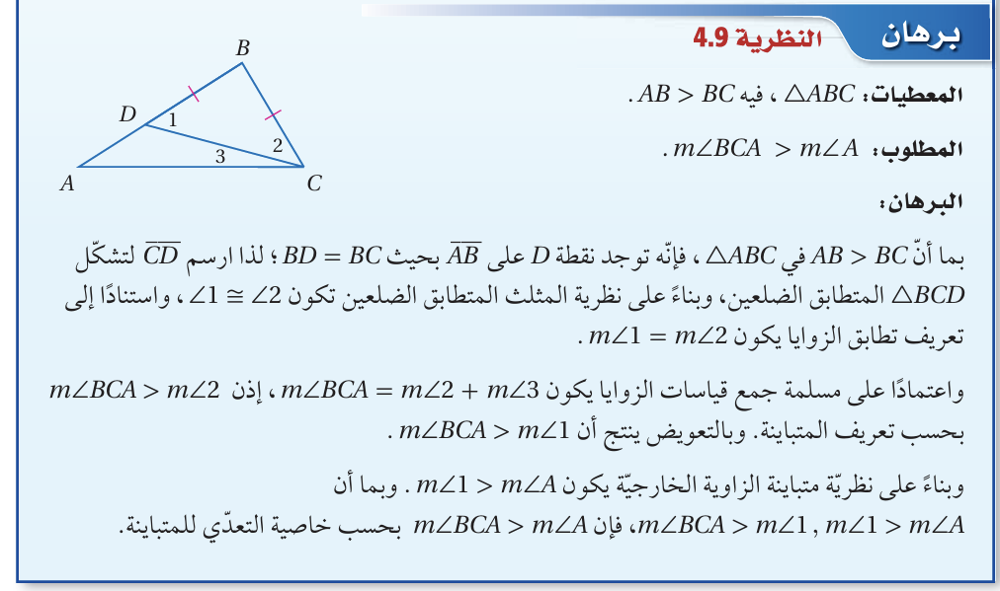 برهان
النظرية 4.9
المعطيات: △ABC ، فيه AB > BC .
المطلوب: m∠BCA > m∠A .
البرهان:
B
D
1
2
3
A
C
بما أنّ AB > BC في △ABC ، فإنّه توجد نقطة D على A̅B̅ بحيث BD = BC ؛ لذا ارسم C̅D̅ لتشكّل
△BCD المتطابق الضلعين، وبناءً على نظرية المثلث المتطابق الضلعين تكون ∠1 ≅ ∠2 ، واستنادًا إلى
تعريف تطابق الزوايا يكون m∠1 = m∠2 .
واعتمادًا على مسلمة جمع قياسات الزوايا يكون m∠BCA = m∠2 + m∠3 ، إذن m∠BCA > m∠2
بحسب تعريف المتباينة. وبالتعويض ينتج أن m∠BCA > m∠1 .
وبناءً على نظريّة متباينة الزاوية الخارجيّة يكون m∠1 > m∠A . وبما أن
m∠BCA > m∠1 , m∠1 > m∠A، فإن m∠BCA > m∠A بحسب خاصية التعدّي للمتباينة.